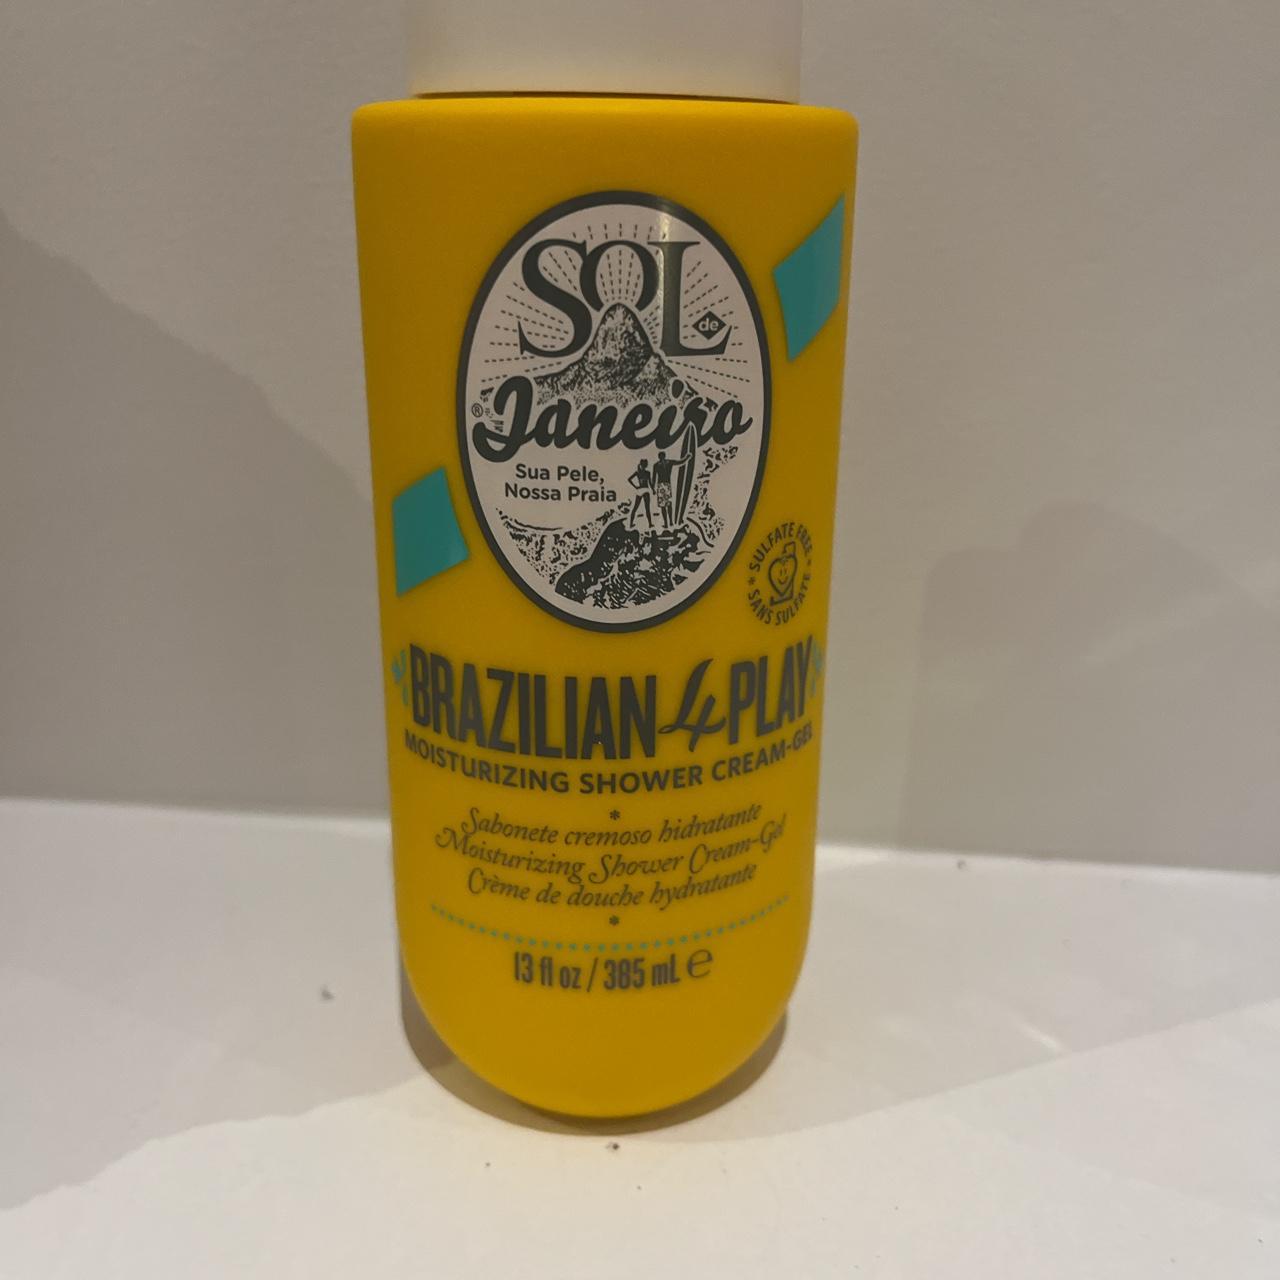 SOL
de
Janeiro
®
Sua Pele,
Nossa Praia
* SULFATE FREE *
SANS SULFATE
BRAZILIAN 4 PLAY
MOISTURIZING SHOWER CREAM-GEL
*
Sabonete cremoso hidratante
Moisturizing Shower Cream-Gel
Crème de douche hydratante
*
13 fl oz / 385 mL ℮